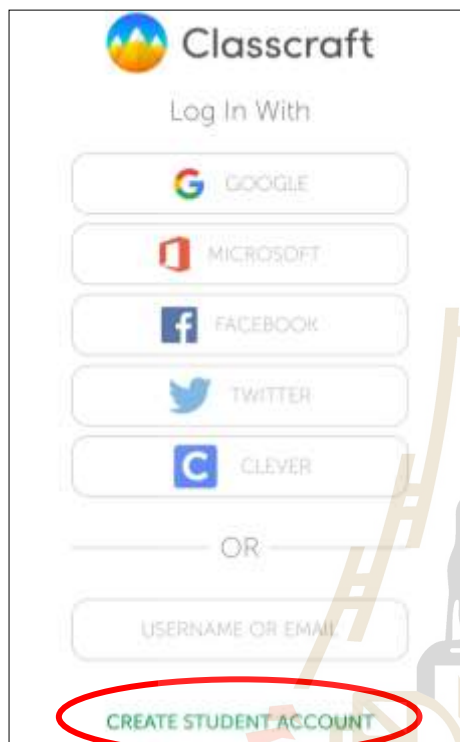 Classcraft
Log In With
GOOGLE
MICROSOFT
FACEBOOK
TWITTER
CLEVER
OR
USERNAME OR EMAIL
CREATE STUDENT ACCOUNT